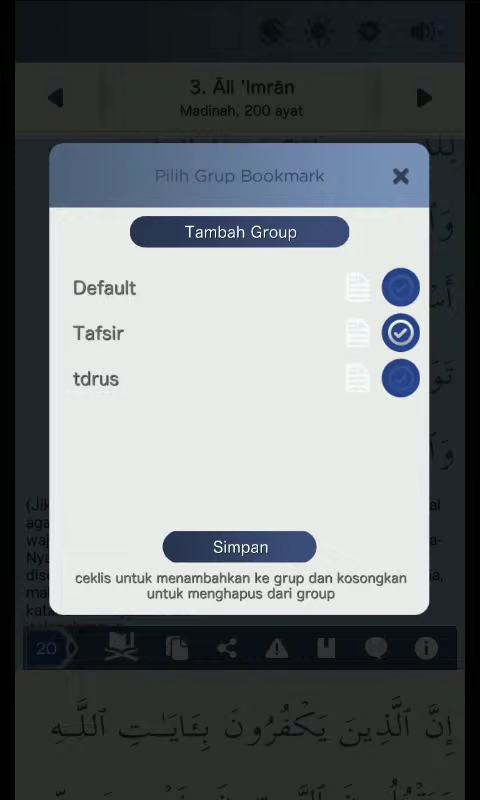 3. Āli 'Imrān
Madinah, 200 ayat
Pilih Grup Bookmark
Tambah Group
Default
Tafsir
tdrus
Simpan
ceklis untuk menambahkan ke grup dan kosongkan
untuk menghapus dari group
20
إِنَّ ٱلَّذِينَ يَكْفُرُونَ بِـَٔايَـٰتِ ٱللَّـهِ